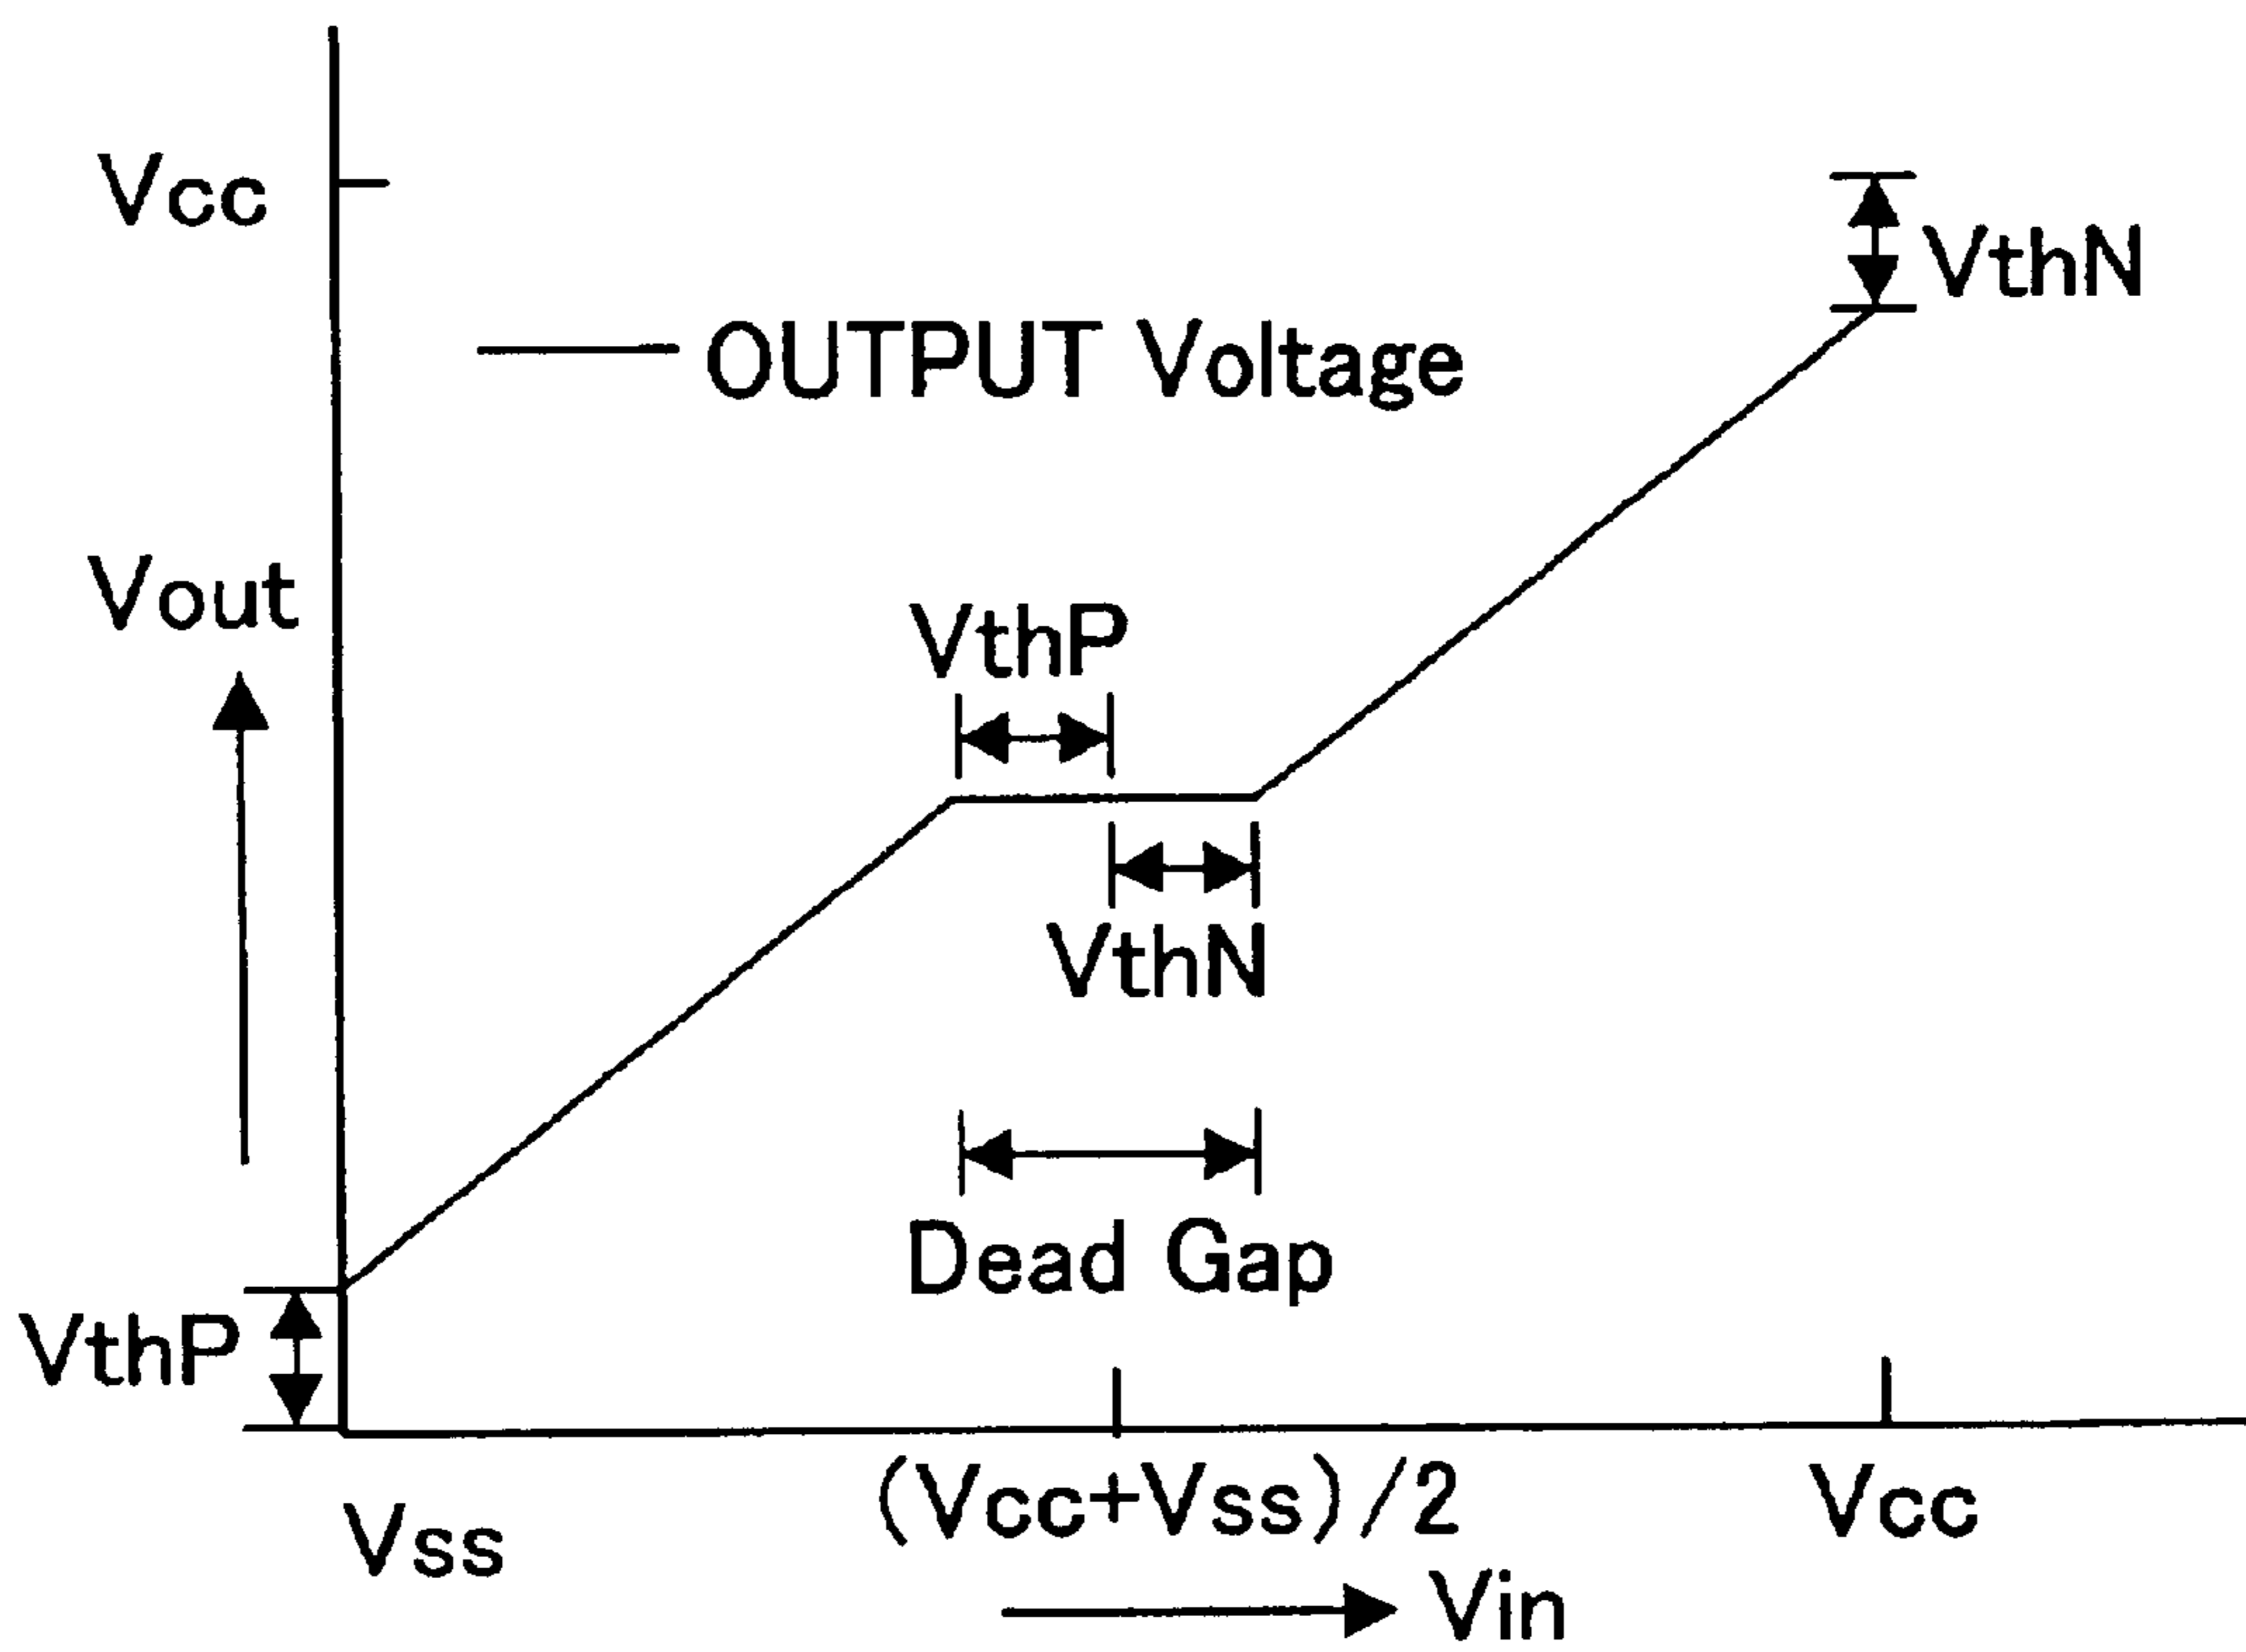 Vcc
VthN
OUTPUT Voltage
Vout
VthP
VthN
Dead Gap
VthP
(Vcc+Vss)/2
Vcc
Vss
Vin